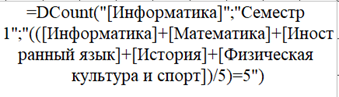 =DCount("[Информатика]";"Семестр
1";"(([Информатика]+[Математика]+[Иност
ранный язык]+[История]+[Физическая
культура и спорт])/5)=5")